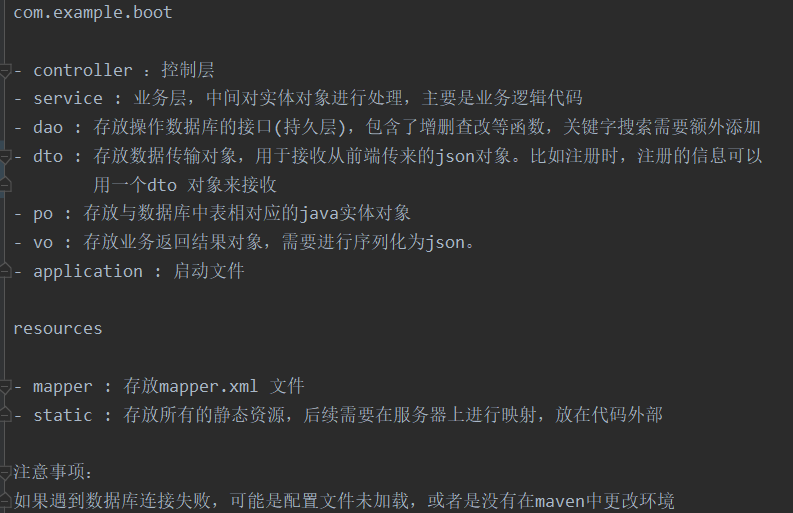 com.example.boot
- controller : 控制层
- service : 业务层，中间对实体对象进行处理，主要是业务逻辑代码
- dao : 存放操作数据库的接口(持久层)，包含了增删查改等函数，关键字搜索需要额外添加
- dto : 存放数据传输对象，用于接收从前端传来的json对象。比如注册时，注册的信息可以
用一个dto 对象来接收
- po : 存放与数据库中表相对应的java实体对象
- vo : 存放业务返回结果对象，需要进行序列化为json。
- application : 启动文件
resources
- mapper : 存放mapper.xml 文件
- static : 存放所有的静态资源，后续需要在服务器上进行映射，放在代码外部
注意事项：
如果遇到数据库连接失败，可能是配置文件未加载，或者是没有在maven中更改环境